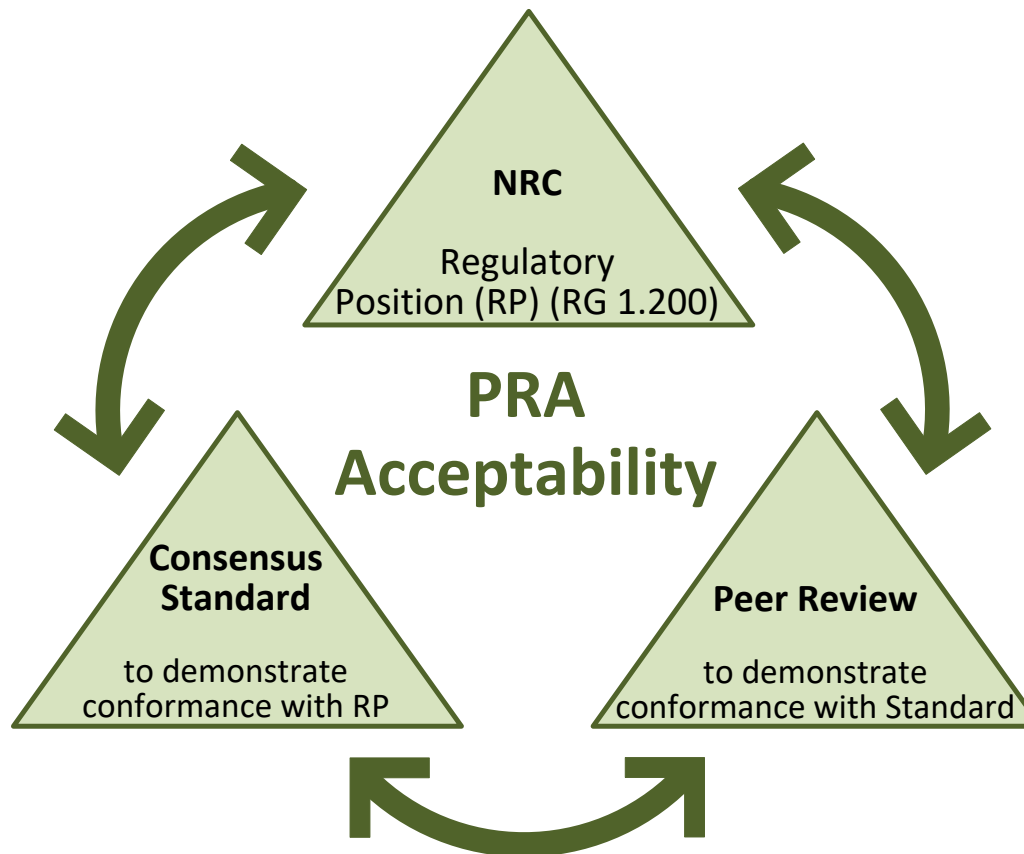 NRC
Regulatory
Position (RP) (RG 1.200)
PRA
Acceptability
Consensus
Standard
to demonstrate
conformance with RP
Peer Review
to demonstrate
conformance with Standard